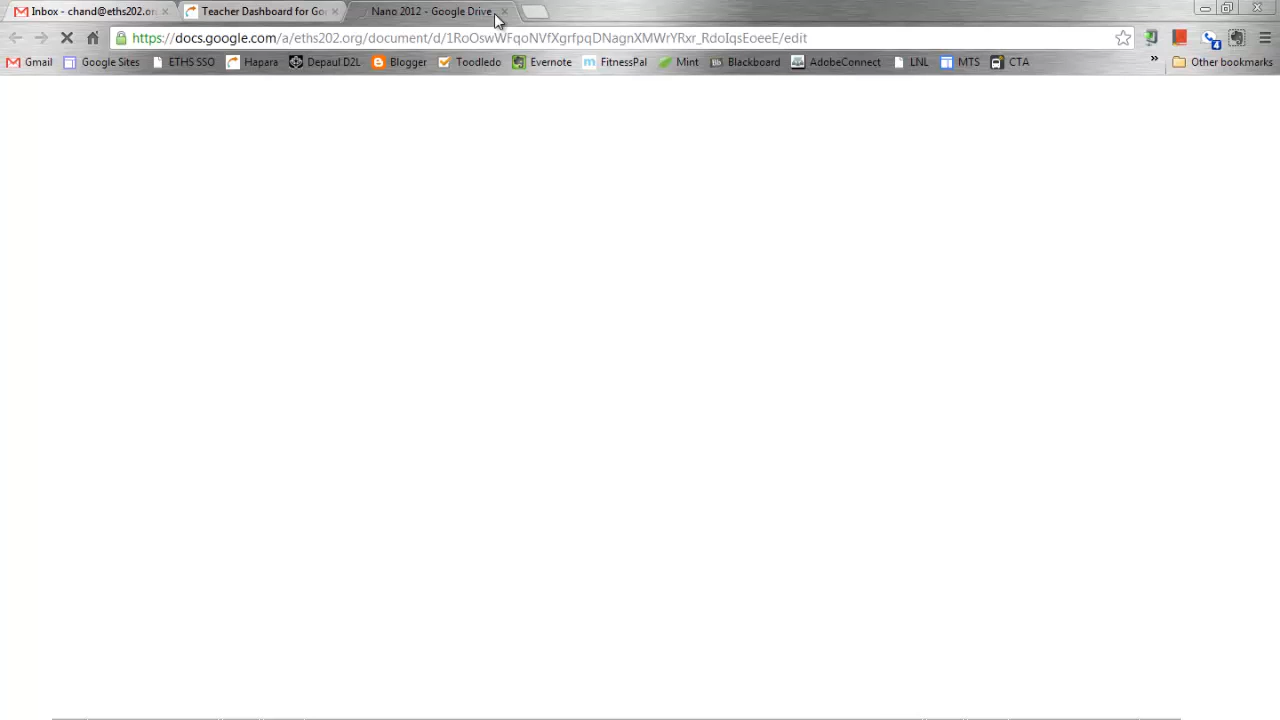 Inbox - chand@eths202.or Teacher Dashboard for Go Nano 2012 - Google Drive
https://docs.google.com/a/eths202.org/document/d/1RoOswWFqoNVfXgrfpqDNagnXMWrYRxr_RdoIqsEoeeE/edit
Gmail Google Sites ETHS SSO Hapara Depaul D2L Blogger Toodledo Evernote FitnessPal Mint Blackboard AdobeConnect LNL MTS CTA » Other bookmarks